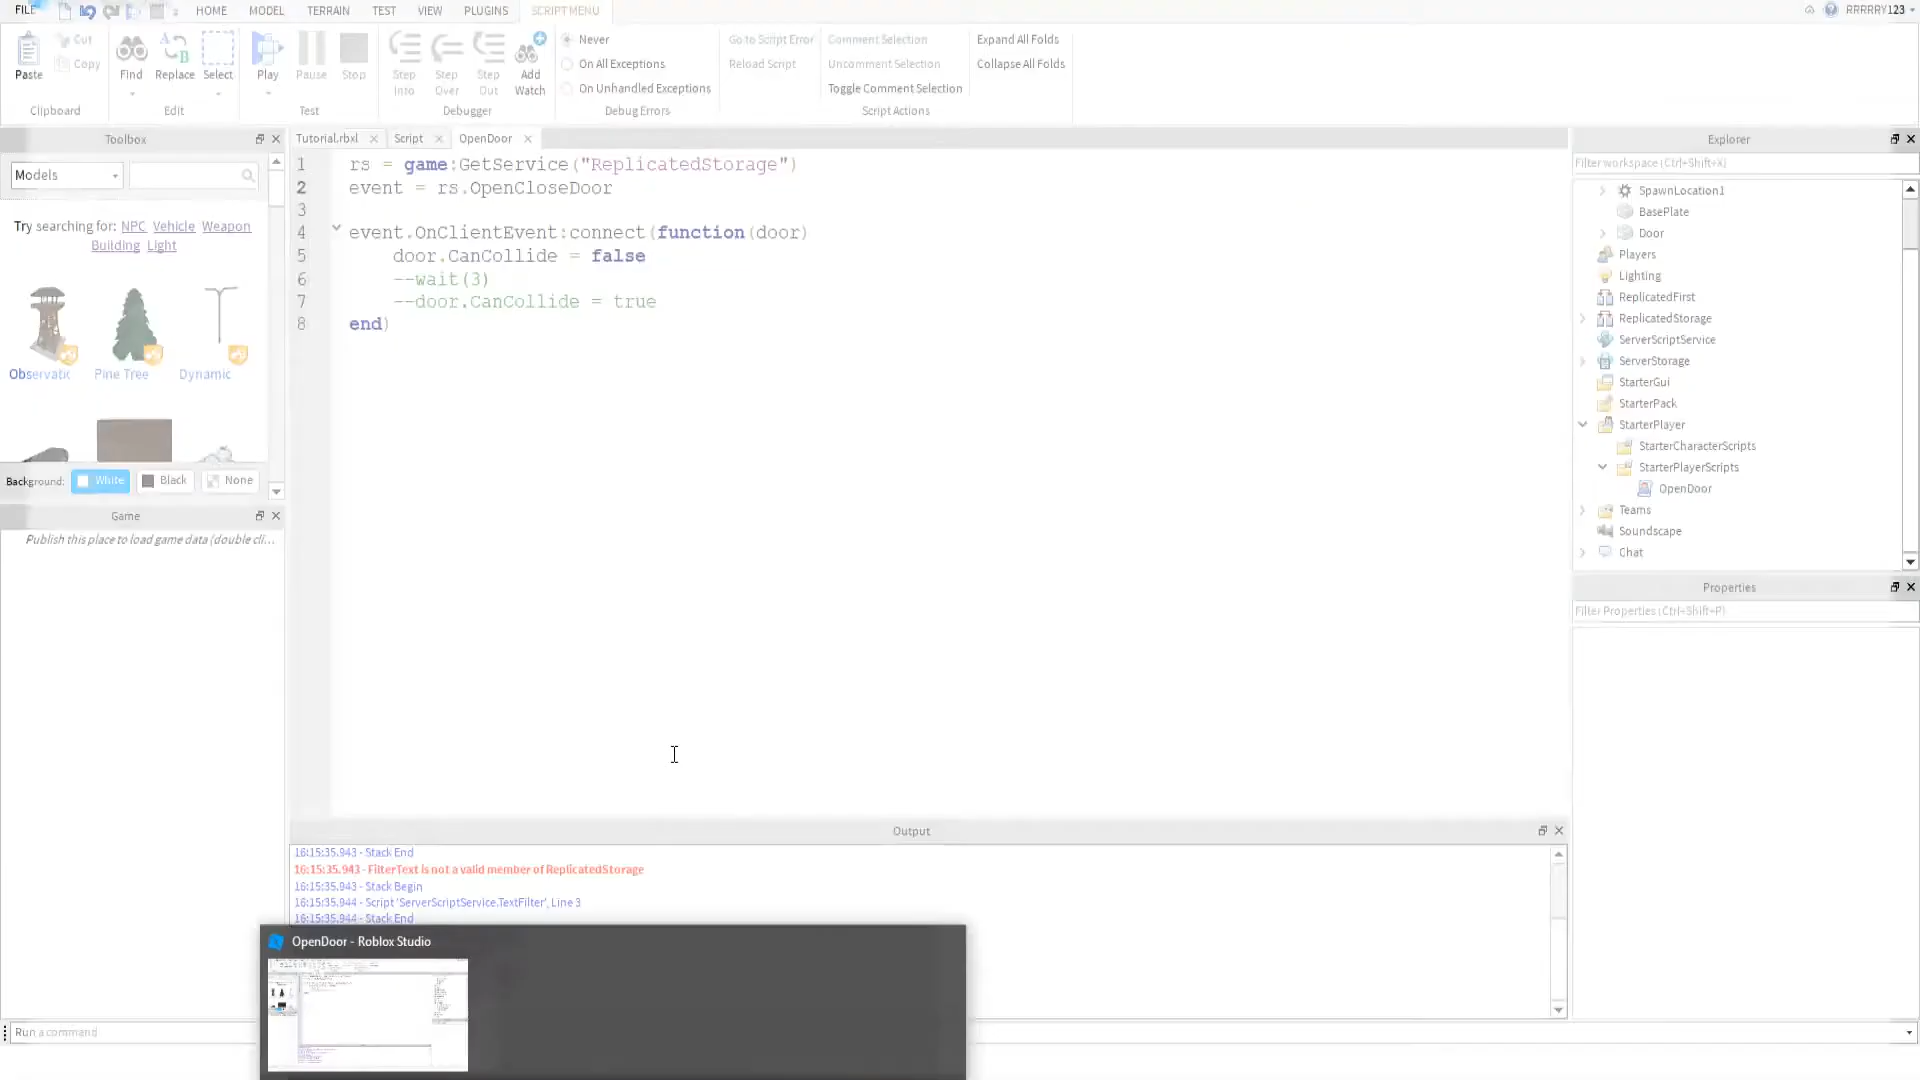 FILE HOME MODEL TERRAIN TEST VIEW PLUGINS SCRIPT MENU RRRRRY123
Paste Cut Copy Clipboard
Find Replace Select Edit
Play Pause Stop Test
Step Into Step Over Step Out Add Watch Debugger
Never
On All Exceptions
On Unhandled Exceptions
Debug Errors
Go to Script Error
Reload Script
Comment Selection
Uncomment Selection
Toggle Comment Selection
Script Actions
Expand All Folds
Collapse All Folds
Toolbox
Models
Try searching for: NPC Vehicle Weapon
Building Light
Observatic Pine Tree Dynamic
Background: White Black None
Game
Publish this place to load game data (double cli...
Tutorial.rbxl Script OpenDoor
1 rs = game:GetService("ReplicatedStorage")
2 event = rs.OpenCloseDoor
3
4 event.OnClientEvent:connect(function(door)
5 door.CanCollide = false
6 --wait(3)
7 --door.CanCollide = true
8 end)
Output
16:15:35.943 - Stack End
16:15:35.943 - FilterText is not a valid member of ReplicatedStorage
16:15:35.943 - Stack Begin
16:15:35.944 - Script 'ServerScriptService.TextFilter', Line 3
16:15:35.944 - Stack End
OpenDoor - Roblox Studio
Run a command
Explorer
Filter workspace (Ctrl+Shift+X)
SpawnLocation1
BasePlate
Door
Players
Lighting
ReplicatedFirst
ReplicatedStorage
ServerScriptService
ServerStorage
StarterGui
StarterPack
StarterPlayer
StarterCharacterScripts
StarterPlayerScripts
OpenDoor
Teams
Soundscape
Chat
Properties
Filter Properties (Ctrl+Shift+P)